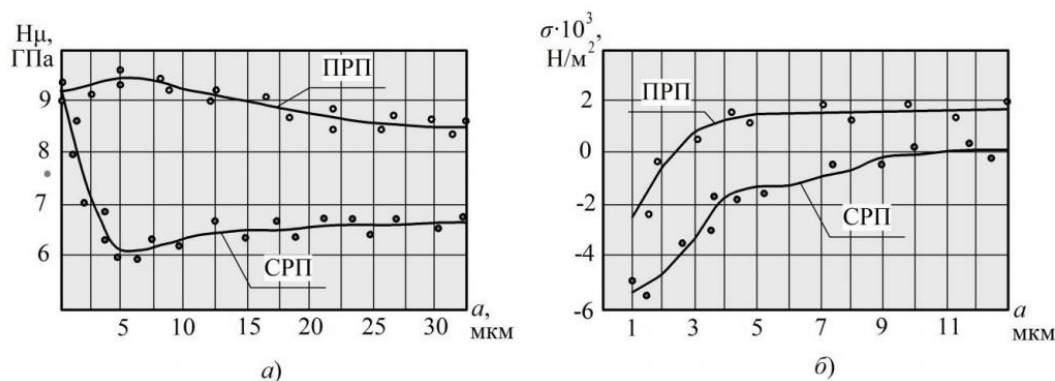 Hμ,
ГПа
9
8
7
6
5 10 15 20 25 30 a,
мкм
ПРП
СРП
а)
σ·10³,
Н/м²
2
2
0
-2
-4
-6
1 3 5 7 9 11 a
мкм
ПРП
СРП
б)